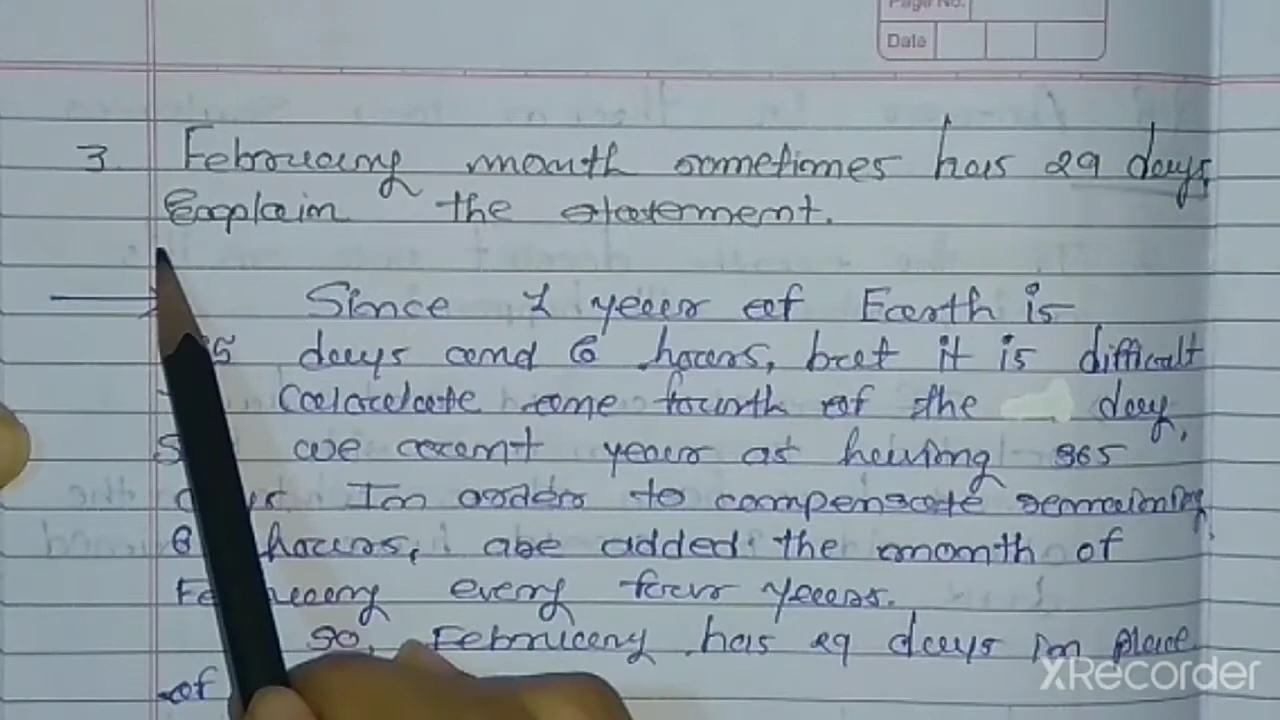 Page No.
Date
3. February month sometimes has 29 days.
Explain the statement.
Since 1 year of Earth is
days and 6 hours, but it is difficult
Calculate one fourth of the day,
we count year as having 365
In order to compensate remaining
6 hours, are added the month of
every four years.
so, February has 29 days in place
of
XRecorder